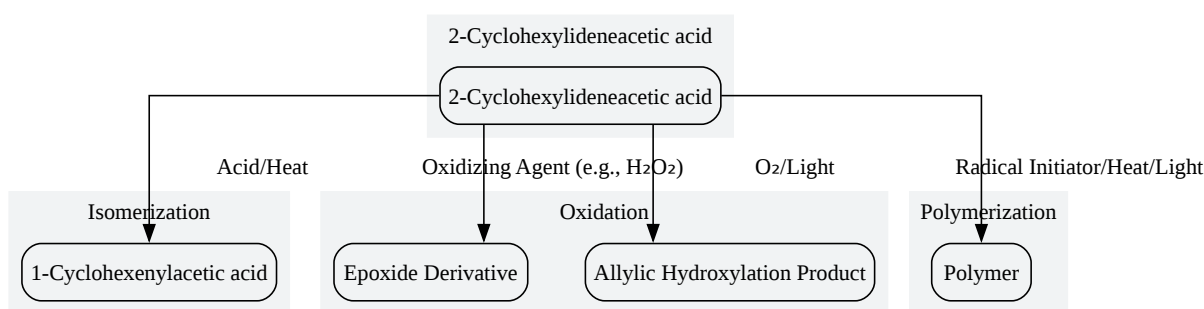 2-Cyclohexylideneacetic acid
2-Cyclohexylideneacetic acid
Acid/Heat
Oxidizing Agent (e.g., H₂O₂)
O₂/Light
Radical Initiator/Heat/Light
Isomerization
Oxidation
Polymerization
1-Cyclohexenylacetic acid
Epoxide Derivative
Allylic Hydroxylation Product
Polymer